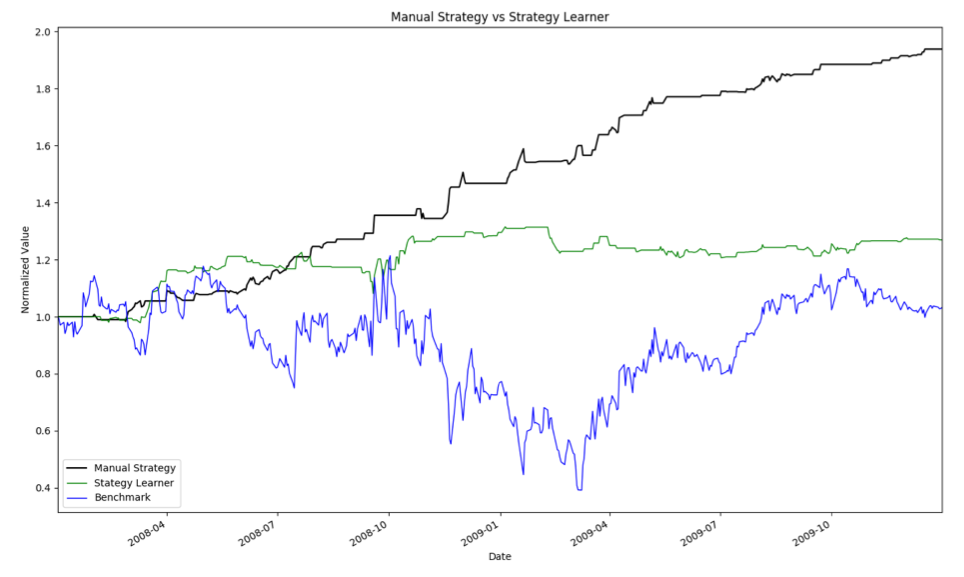 Manual Strategy vs Strategy Learner
2.0
1.8
1.6
1.4
1.2
1.0
0.8
0.6
0.4
Normalized Value
Manual Strategy
Stategy Learner
Benchmark
2008-04
2008-07
2008-10
2009-01
2009-04
2009-07
2009-10
Date